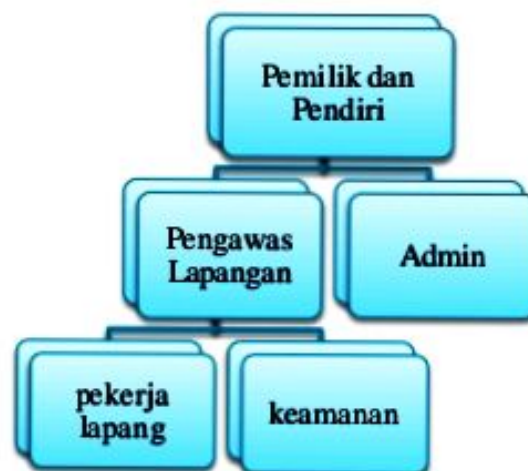 Pemilik dan
Pendiri
Pengawas
Lapangan
Admin
pekerja
lapang
keamanan